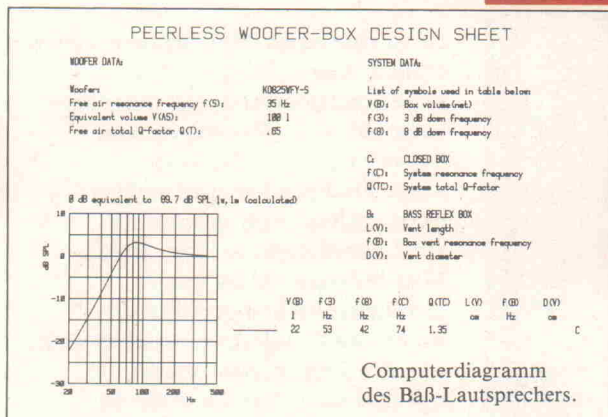 PEERLESS WOOFER-BOX DESIGN SHEET
WOOFER DATA:
Woofer: KO825WFY-S
Free air resonance frequency f(S): 35 Hz
Equivalent volume V(AS): 100 l
Free air total Q-factor Q(T): .65
SYSTEM DATA:
List of symbols used in table below:
V(B): Box volume(net)
f(3): 3 dB down frequency
f(8): 8 dB down frequency
C: CLOSED BOX
f(C): System resonance frequency
Q(TC): System total Q-factor
B: BASS REFLEX BOX
L(V): Vent length
f(B): Box vent resonance frequency
D(V): Vent diameter
0 dB equivalent to 89.7 dB SPL 1w,1m (calculated)
dB SPL
10
0
-10
-20
-30
20 50 100 200 500
Hz
V(B) f(3) f(8) f(C) Q(TC) L(V) f(B) D(V)
l Hz Hz Hz cm Hz cm
22 53 42 74 1.35 C
Computerdiagramm
des Baß-Lautsprechers.